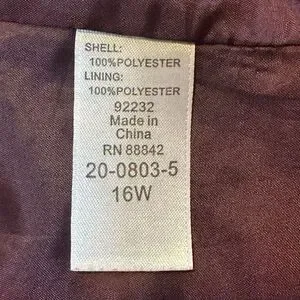 SHELL:
100%POLYESTER
LINING:
100%POLYESTER
92232
Made in
China
RN 88842
20-0803-5
16W